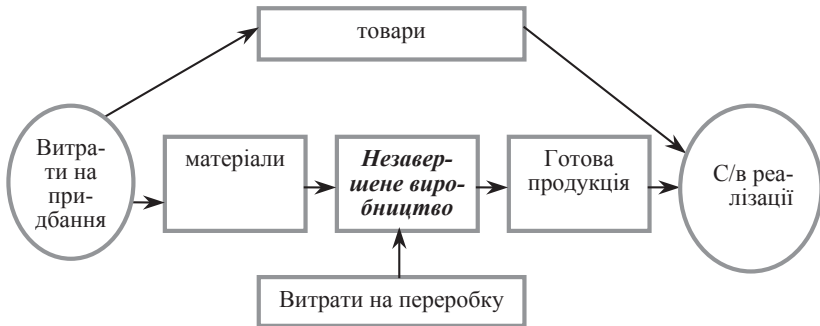 товари
Витра-
ти на
при-
дбання
матеріали
Незавер-
шене виро-
бництво
Готова
продукція
С/в реа-
лізації
Витрати на переробку